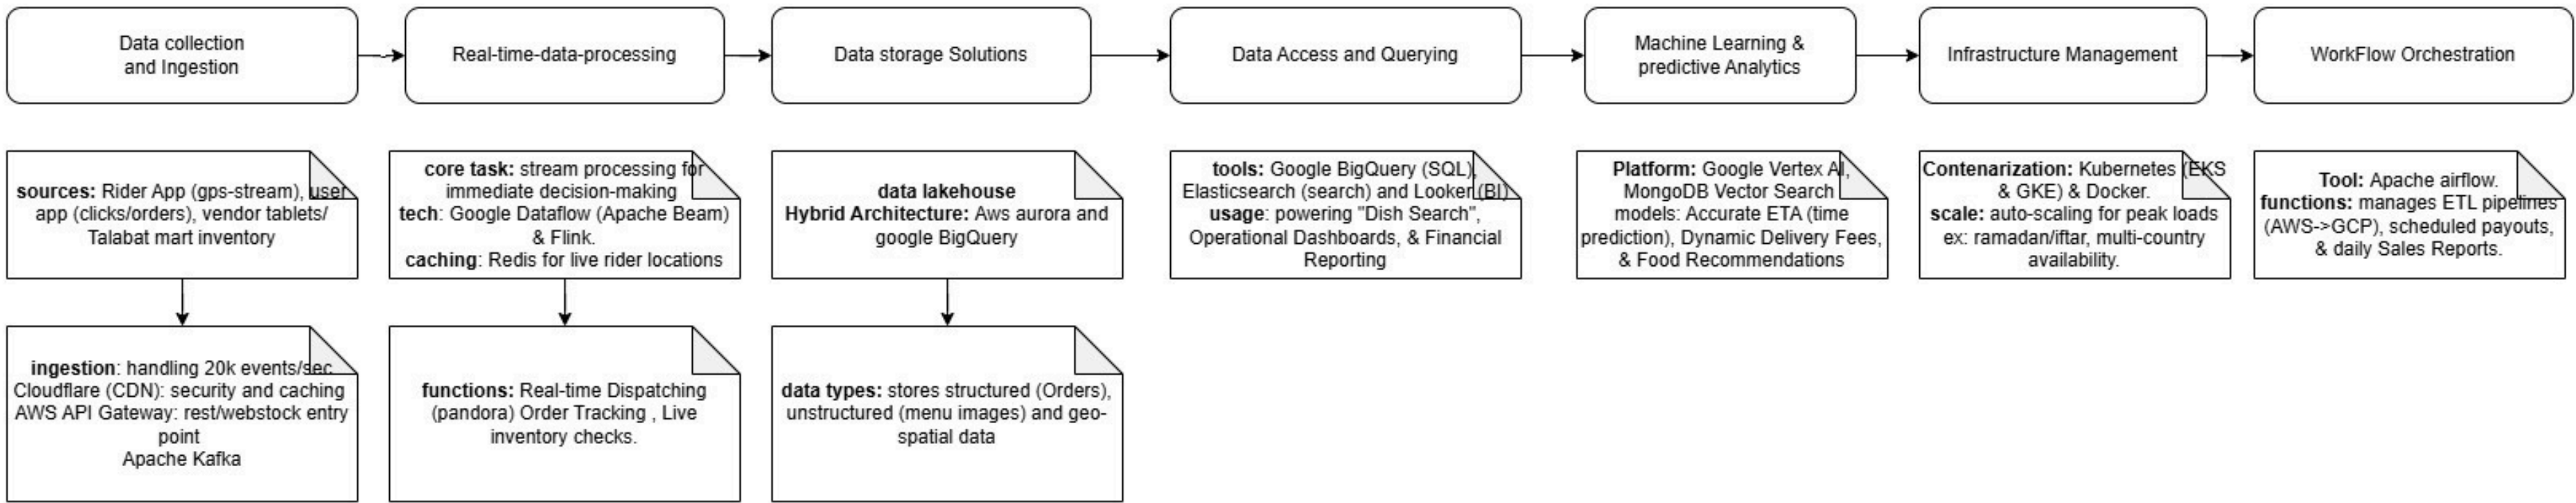 Data collection
and Ingestion
Real-time-data-processing
Data storage Solutions
Data Access and Querying
Machine Learning &
predictive Analytics
Infrastructure Management
WorkFlow Orchestration
sources: Rider App (gps-stream), user
app (clicks/orders), vendor tablets/
Talabat mart inventory
core task: stream processing for
immediate decision-making
tech: Google Dataflow (Apache Beam)
& Flink.
caching: Redis for live rider locations
data lakehouse
Hybrid Architecture: Aws aurora and
google BigQuery
tools: Google BigQuery (SQL),
Elasticsearch (search) and Looker (BI)
usage: powering "Dish Search",
Operational Dashboards, & Financial
Reporting
Platform: Google Vertex AI,
MongoDB Vector Search
models: Accurate ETA (time
prediction), Dynamic Delivery Fees,
& Food Recommendations
Contenarization: Kubernetes (EKS
& GKE) & Docker.
scale: auto-scaling for peak loads
ex: ramadan/iftar, multi-country
availability.
Tool: Apache airflow.
functions: manages ETL pipelines
(AWS->GCP), scheduled payouts,
& daily Sales Reports.
ingestion: handling 20k events/sec
Cloudflare (CDN): security and caching
AWS API Gateway: rest/webstock entry
point
Apache Kafka
functions: Real-time Dispatching
(pandora) Order Tracking , Live
inventory checks.
data types: stores structured (Orders),
unstructured (menu images) and geo-
spatial data